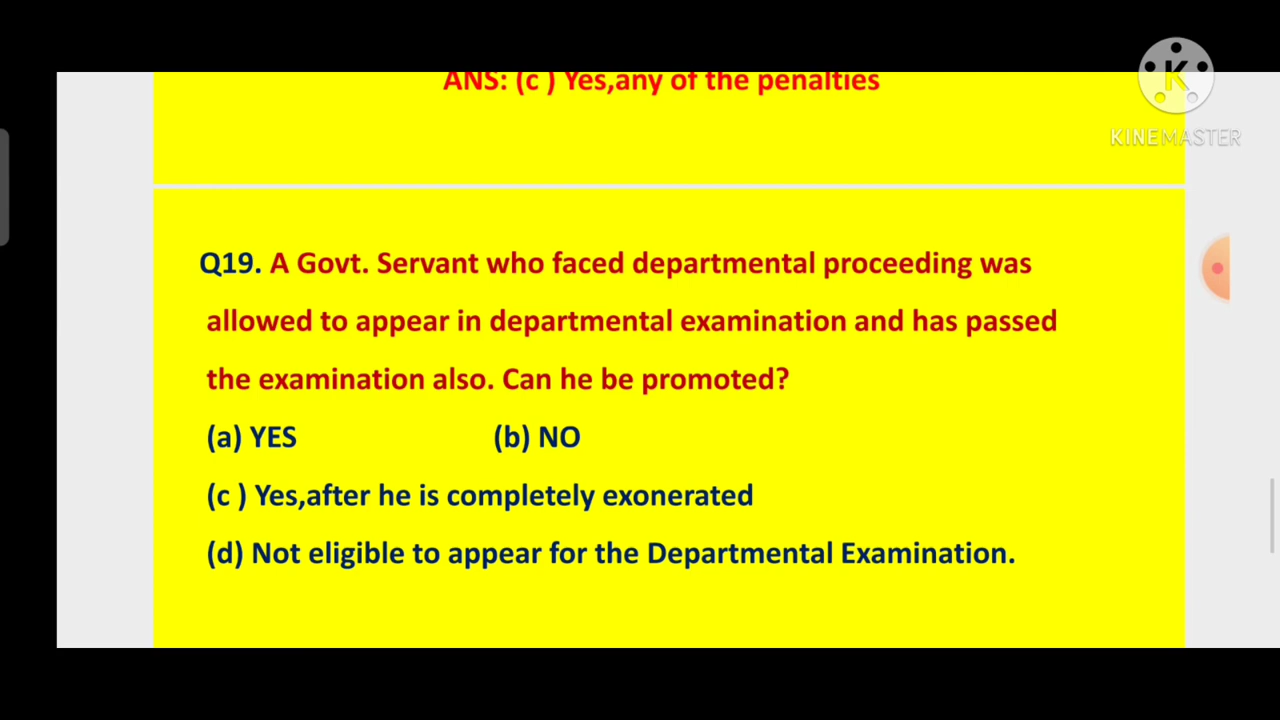 ANS: (c ) Yes,any of the penalties
K
KINEMASTER
Q19. A Govt. Servant who faced departmental proceeding was
allowed to appear in departmental examination and has passed
the examination also. Can he be promoted?
(a) YES (b) NO
(c ) Yes,after he is completely exonerated
(d) Not eligible to appear for the Departmental Examination.